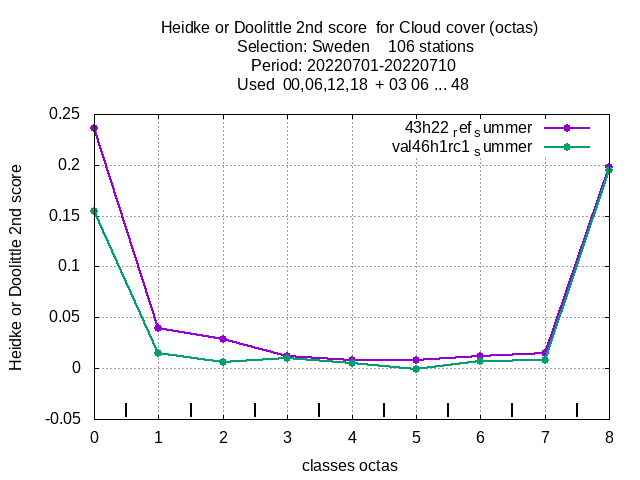 Heidke or Doolittle 2nd score  for Cloud cover (octas)
Selection: Sweden    106 stations
Period: 20220701-20220710
Used  00,06,12,18  + 03 06 ... 48
43h22 ref summer
val46h1rc1 summer
Heidke or Doolittle 2nd score
0.25
0.2
0.15
0.1
0.05
0
-0.05
0 1 2 3 4 5 6 7 8
classes octas